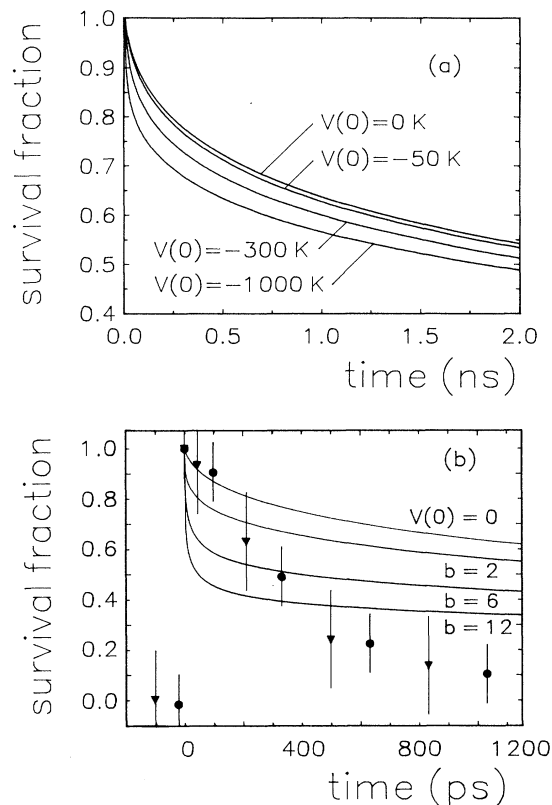 survival fraction
1.0
0.9
0.8
0.7
0.6
0.5
0.4
(a)
V(0)=0 K
V(0)=−50 K
V(0)=−300 K
V(0)=−1000 K
0.0
0.5
1.0
1.5
2.0
time (ns)
survival fraction
1.0
0.8
0.6
0.4
0.2
0.0
(b)
V(0) = 0
b = 2
b = 6
b = 12
0
400
800
1200
time (ps)